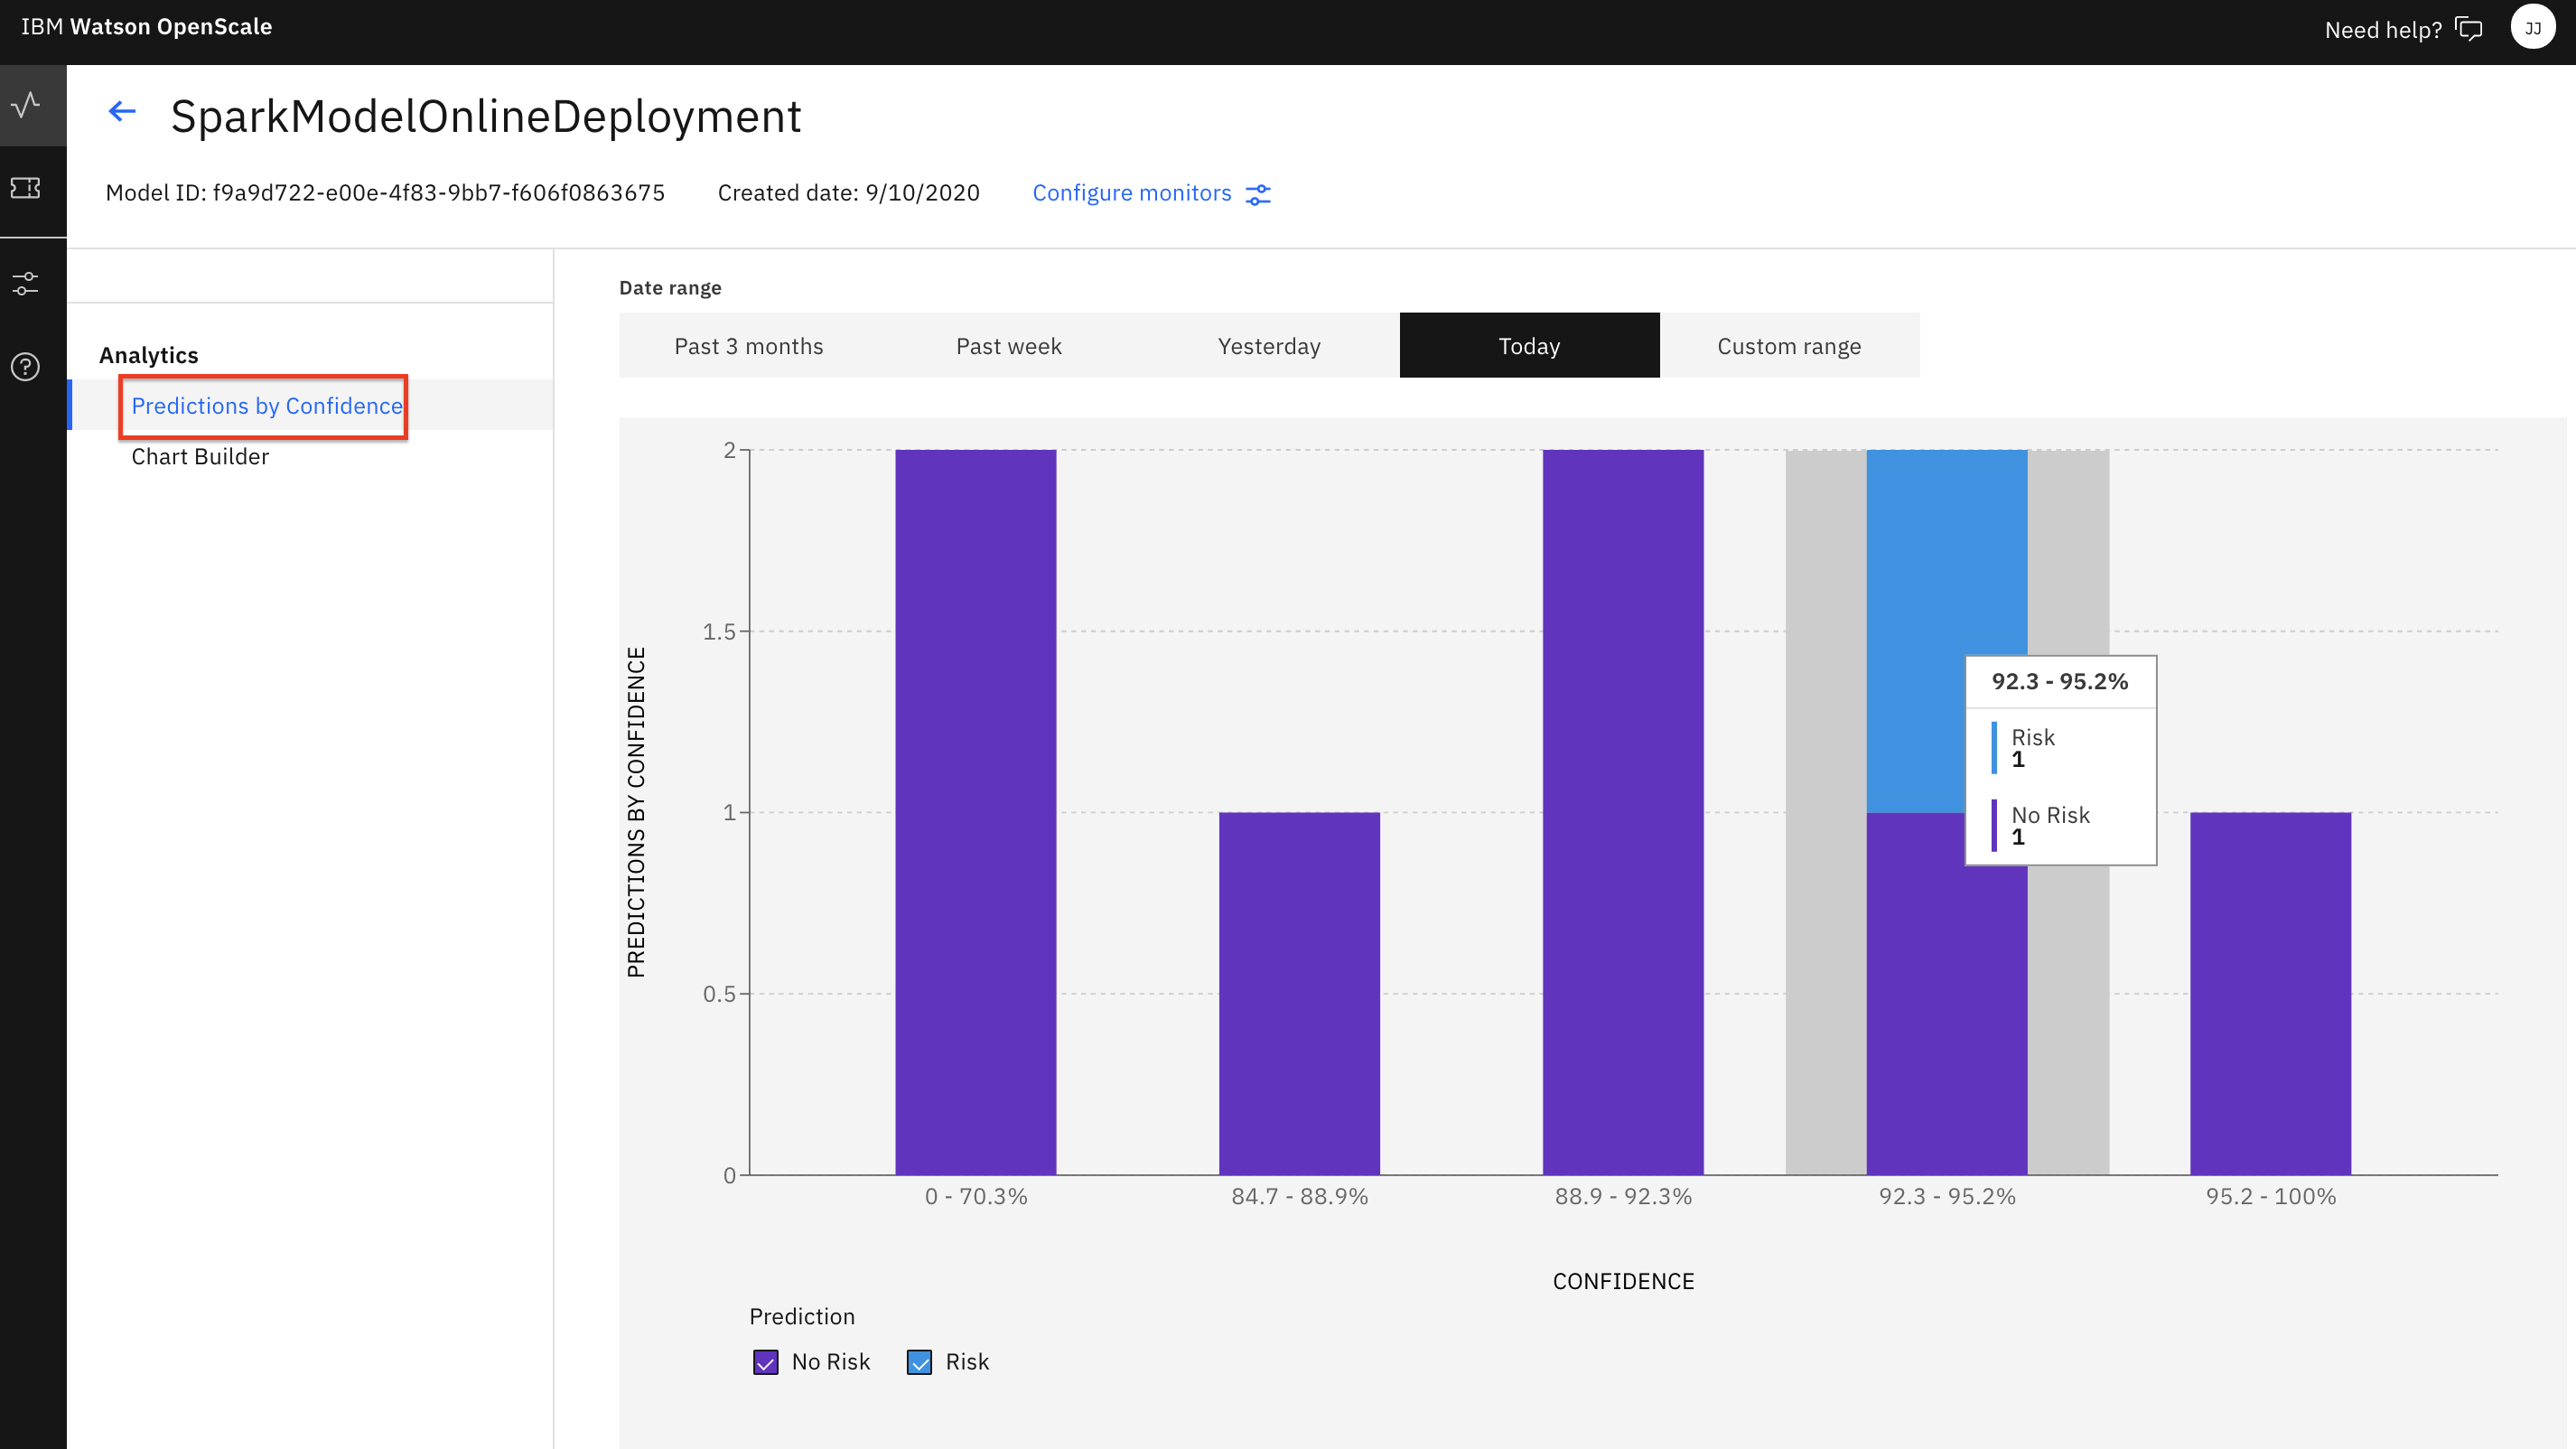 IBM Watson OpenScale
Need help?
JJ
SparkModelOnlineDeployment
Model ID: f9a9d722-e00e-4f83-9bb7-f606f0863675
Created date: 9/10/2020
Configure monitors
Analytics
Predictions by Confidence
Chart Builder
Date range
Past 3 months
Past week
Yesterday
Today
Custom range
PREDICTIONS BY CONFIDENCE
2
1.5
1
0.5
0
92.3 - 95.2%
Risk
1
No Risk
1
0 - 70.3%
84.7 - 88.9%
88.9 - 92.3%
92.3 - 95.2%
95.2 - 100%
CONFIDENCE
Prediction
No Risk
Risk